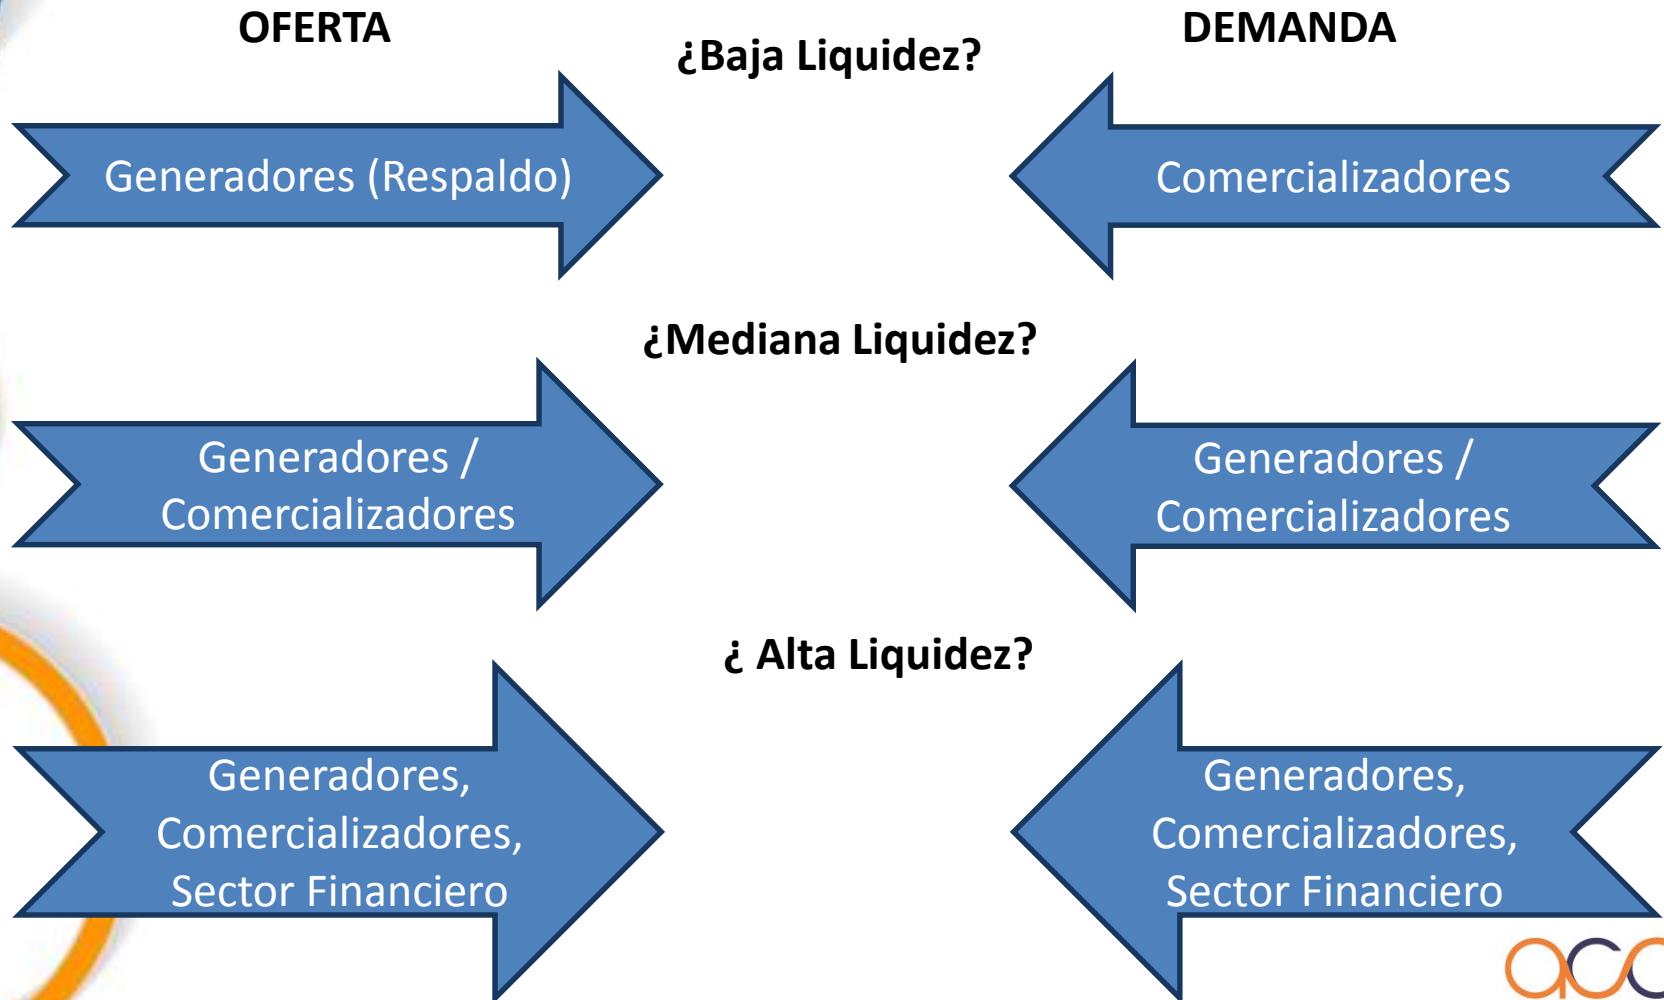 OFERTA
DEMANDA
¿Baja Liquidez?
Generadores (Respaldo)
Comercializadores
¿Mediana Liquidez?
Generadores /
Comercializadores
Generadores /
Comercializadores
¿ Alta Liquidez?
Generadores,
Comercializadores,
Sector Financiero
Generadores,
Comercializadores,
Sector Financiero